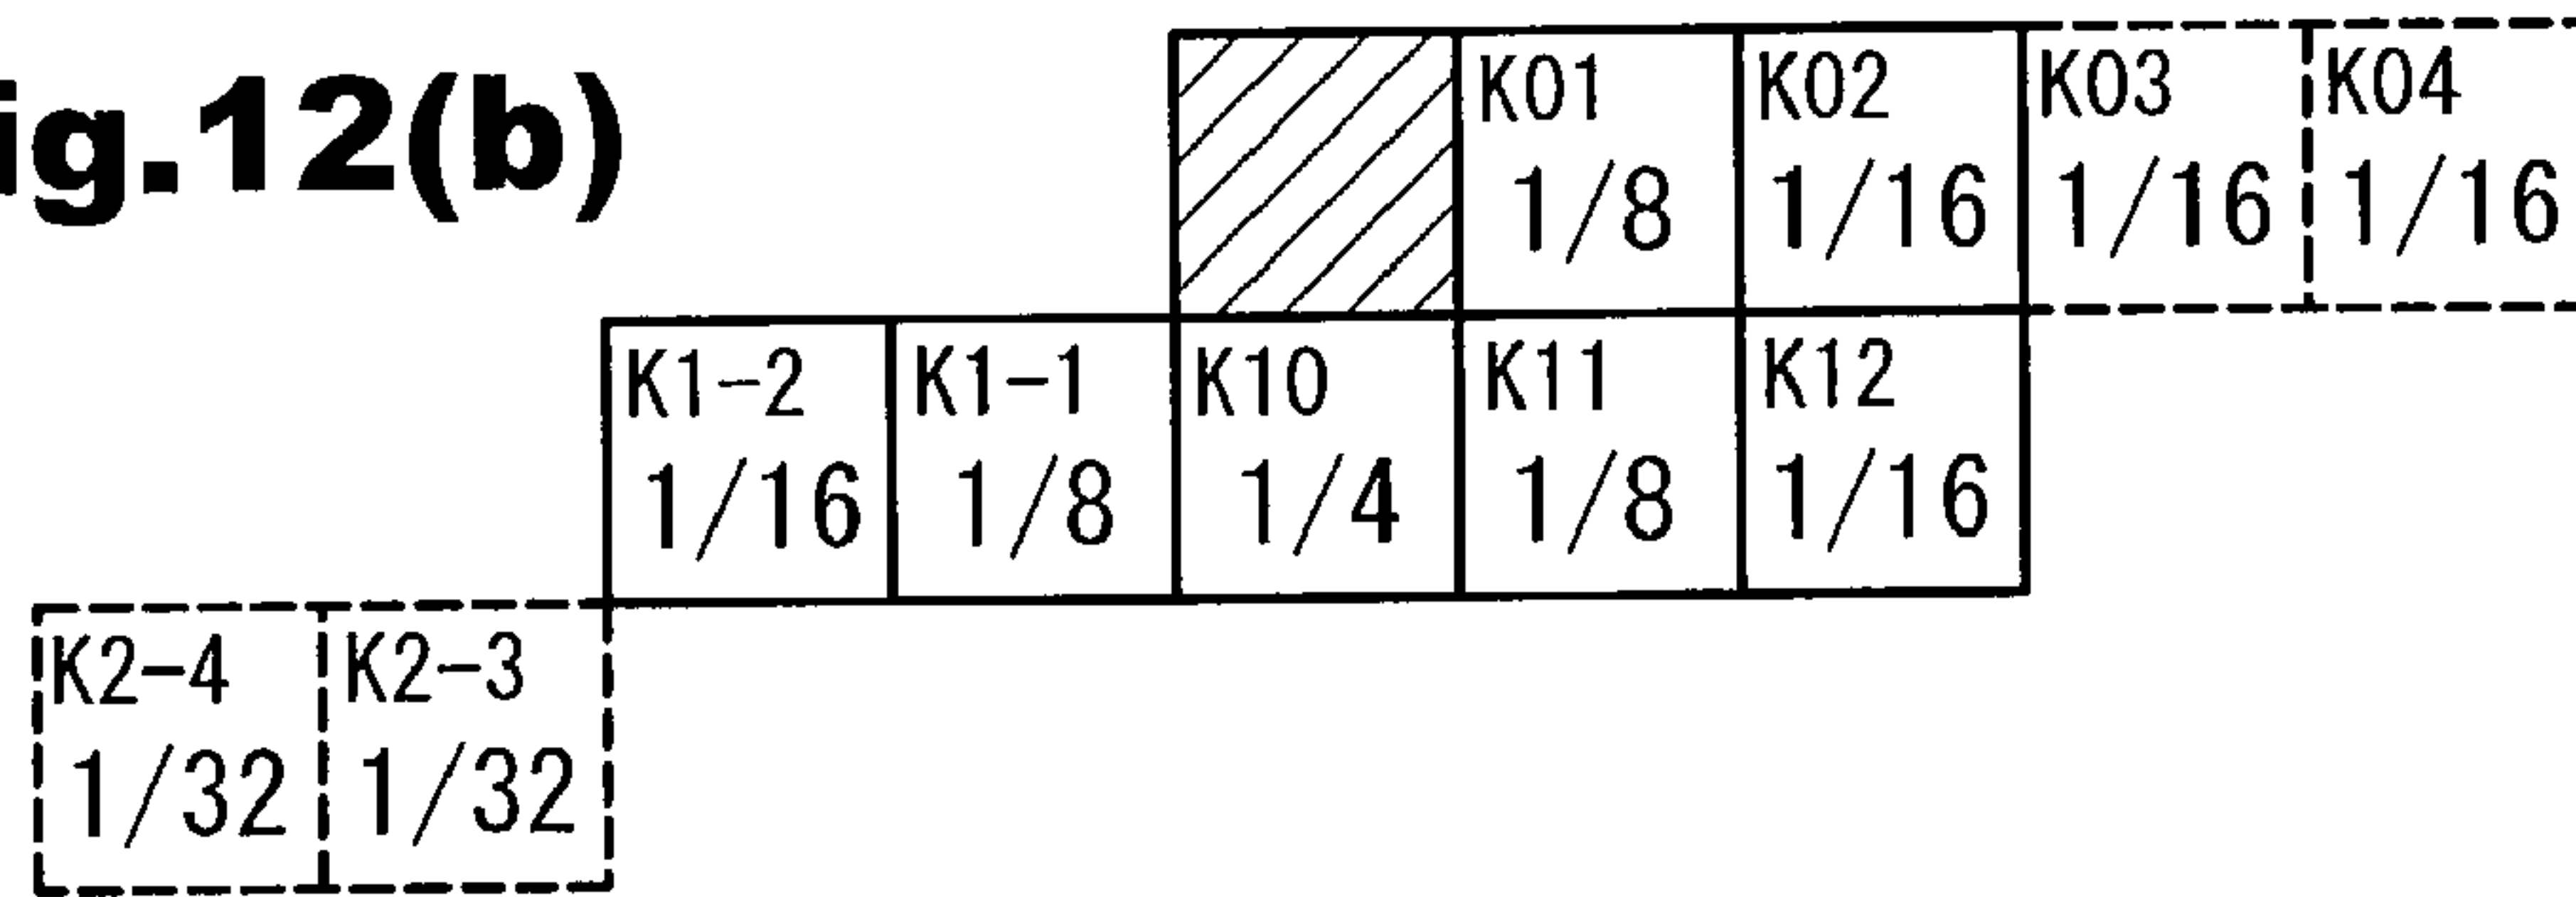 ig.12(b)
K01 K02 K03 K04
1/8 1/16 1/16 1/16
K1-2 K1-1 K10 K11 K12
1/16 1/8 1/4 1/8 1/16
K2-4 K2-3
1/32 1/32